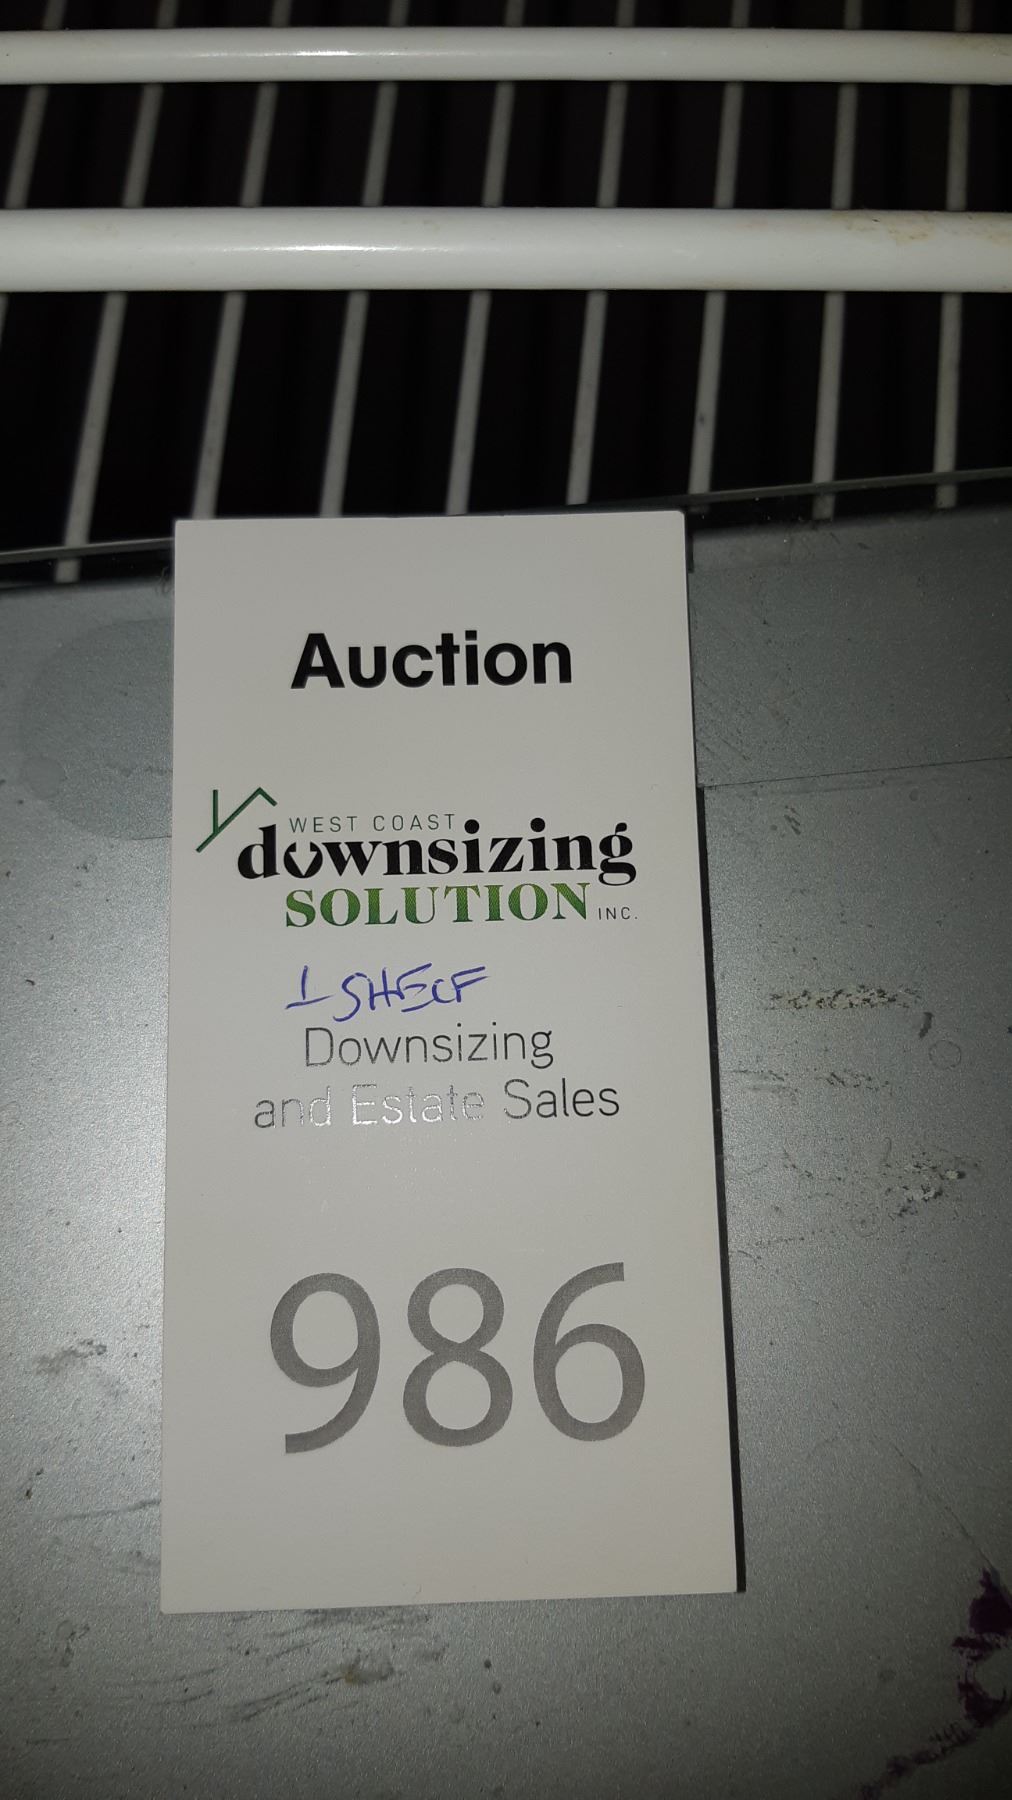 Auction
WEST COAST
downsizing
SOLUTION INC.
1 SHELF
Downsizing
and Estate Sales
986